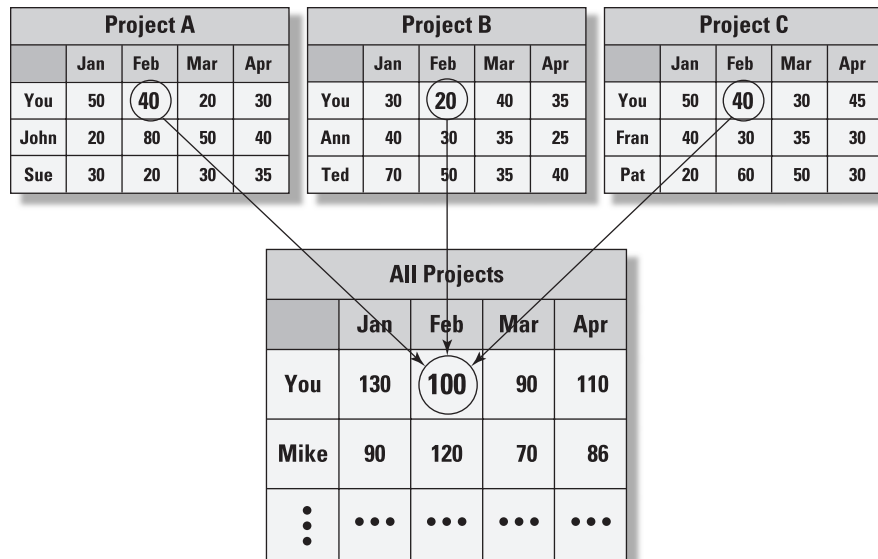 Project A
Jan Feb Mar Apr
You 50 40 20 30
John 20 80 50 40
Sue 30 20 30 35
Project B
Jan Feb Mar Apr
You 30 20 40 35
Ann 40 30 35 25
Ted 70 50 35 40
Project C
Jan Feb Mar Apr
You 50 40 30 45
Fran 40 30 35 30
Pat 20 60 50 30
All Projects
Jan Feb Mar Apr
You 130 100 90 110
Mike 90 120 70 86
⋮ ••• ••• ••• •••